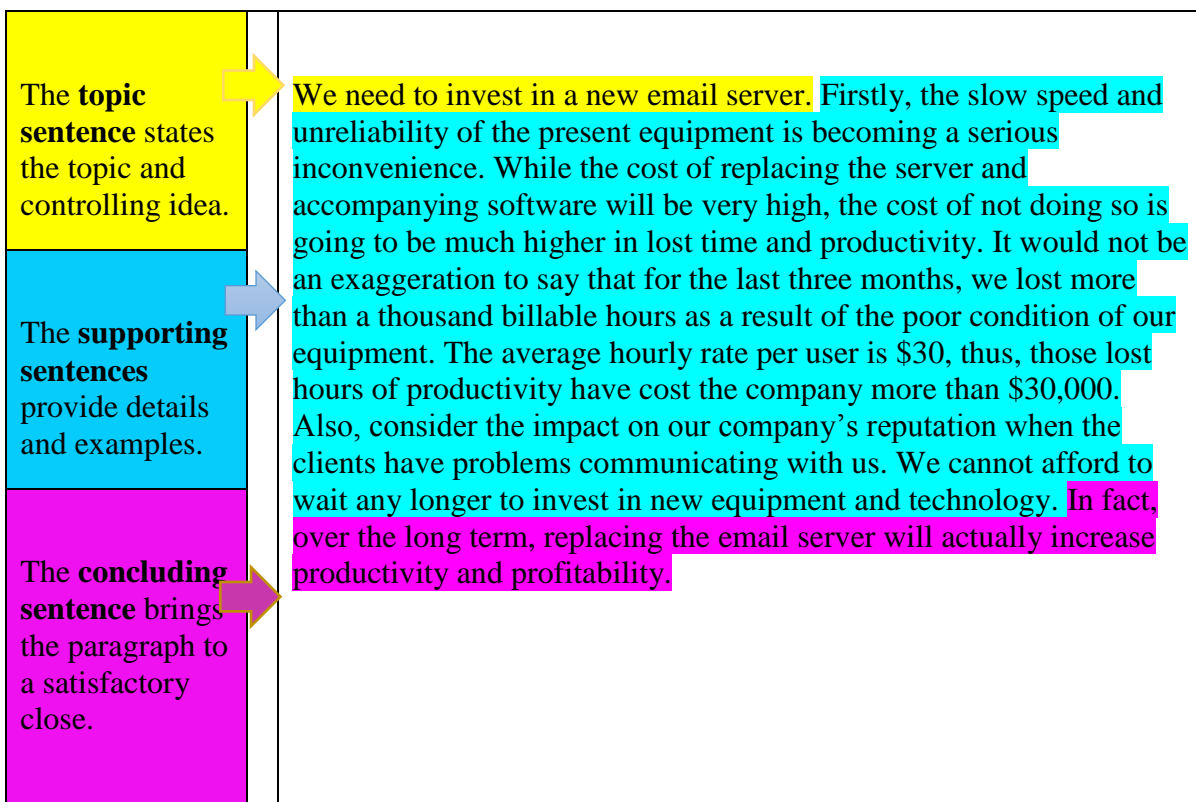 The topic
sentence states
the topic and
controlling idea.
The supporting
sentences
provide details
and examples.
The concluding
sentence brings
the paragraph to
a satisfactory
close.
We need to invest in a new email server. Firstly, the slow speed and
unreliability of the present equipment is becoming a serious
inconvenience. While the cost of replacing the server and
accompanying software will be very high, the cost of not doing so is
going to be much higher in lost time and productivity. It would not be
an exaggeration to say that for the last three months, we lost more
than a thousand billable hours as a result of the poor condition of our
equipment. The average hourly rate per user is $30, thus, those lost
hours of productivity have cost the company more than $30,000.
Also, consider the impact on our company’s reputation when the
clients have problems communicating with us. We cannot afford to
wait any longer to invest in new equipment and technology. In fact,
over the long term, replacing the email server will actually increase
productivity and profitability.